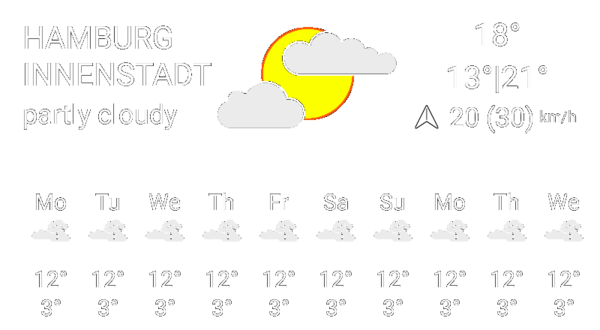 HAMBURG
INNENSTADT
partly cloudy
18°
13°|21°
20 (30) km/h
Mo Tu We Th Fr Sa Su Mo Th We
12° 12° 12° 12° 12° 12° 12° 12° 12° 12°
3° 3° 3° 3° 3° 3° 3° 3° 3° 3°